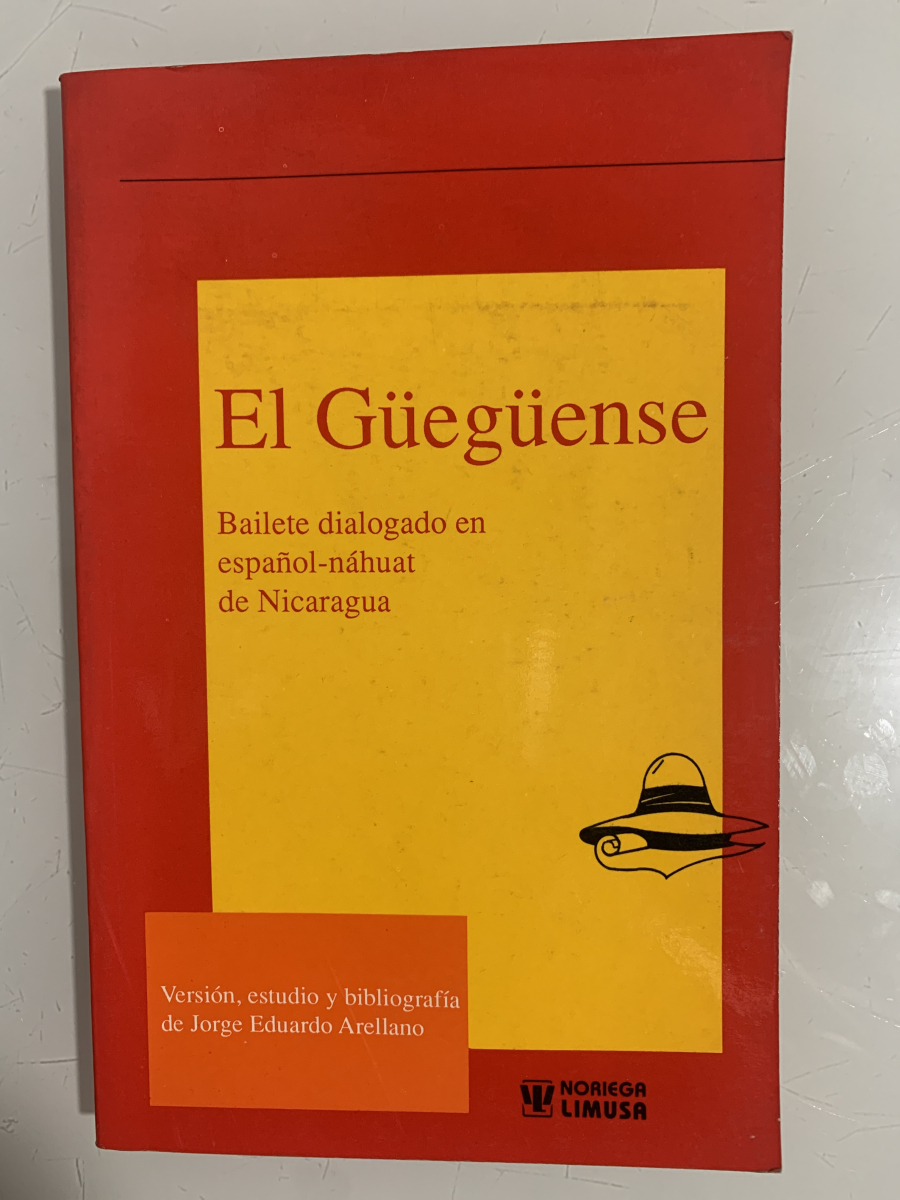 El Güegüense
Bailete dialogado en
español-náhuat
de Nicaragua
Versión, estudio y bibliografía
de Jorge Eduardo Arellano
NORIEGA
LIMUSA